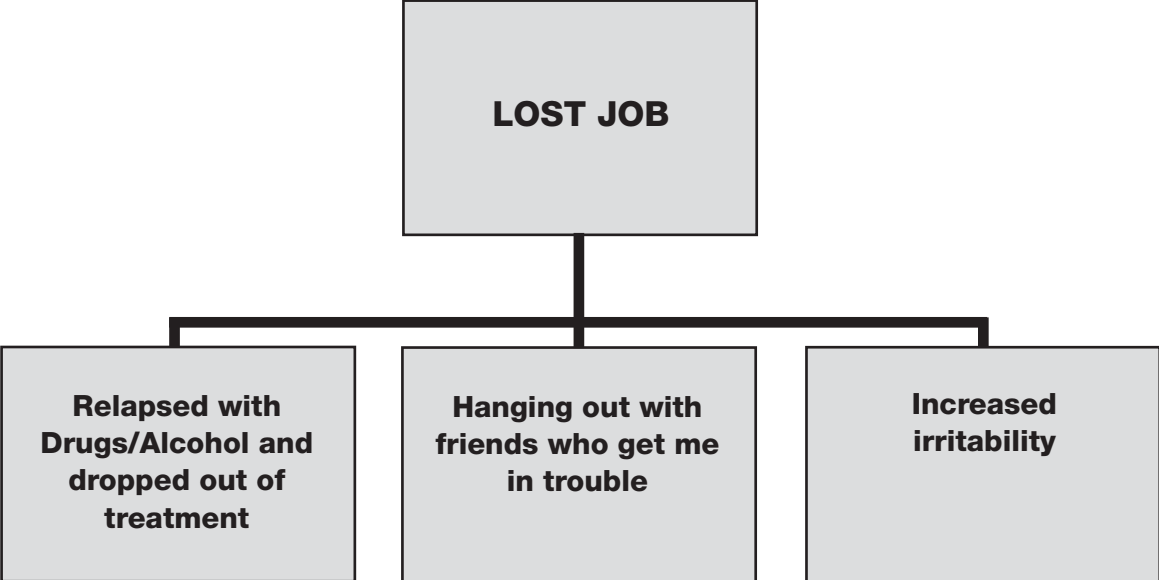 LOST JOB
Relapsed with
Drugs/Alcohol and
dropped out of
treatment
Hanging out with
friends who get me
in trouble
Increased
irritability